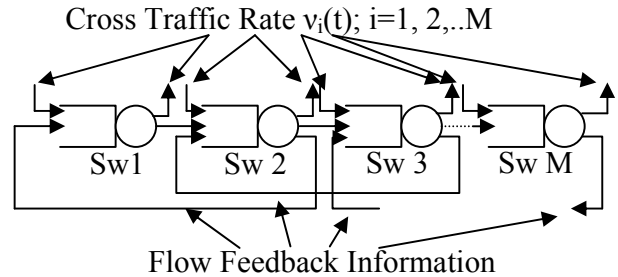 Cross Traffic Rate νi(t); i=1, 2,..M
Sw1 Sw 2 Sw 3 Sw M
Flow Feedback Information